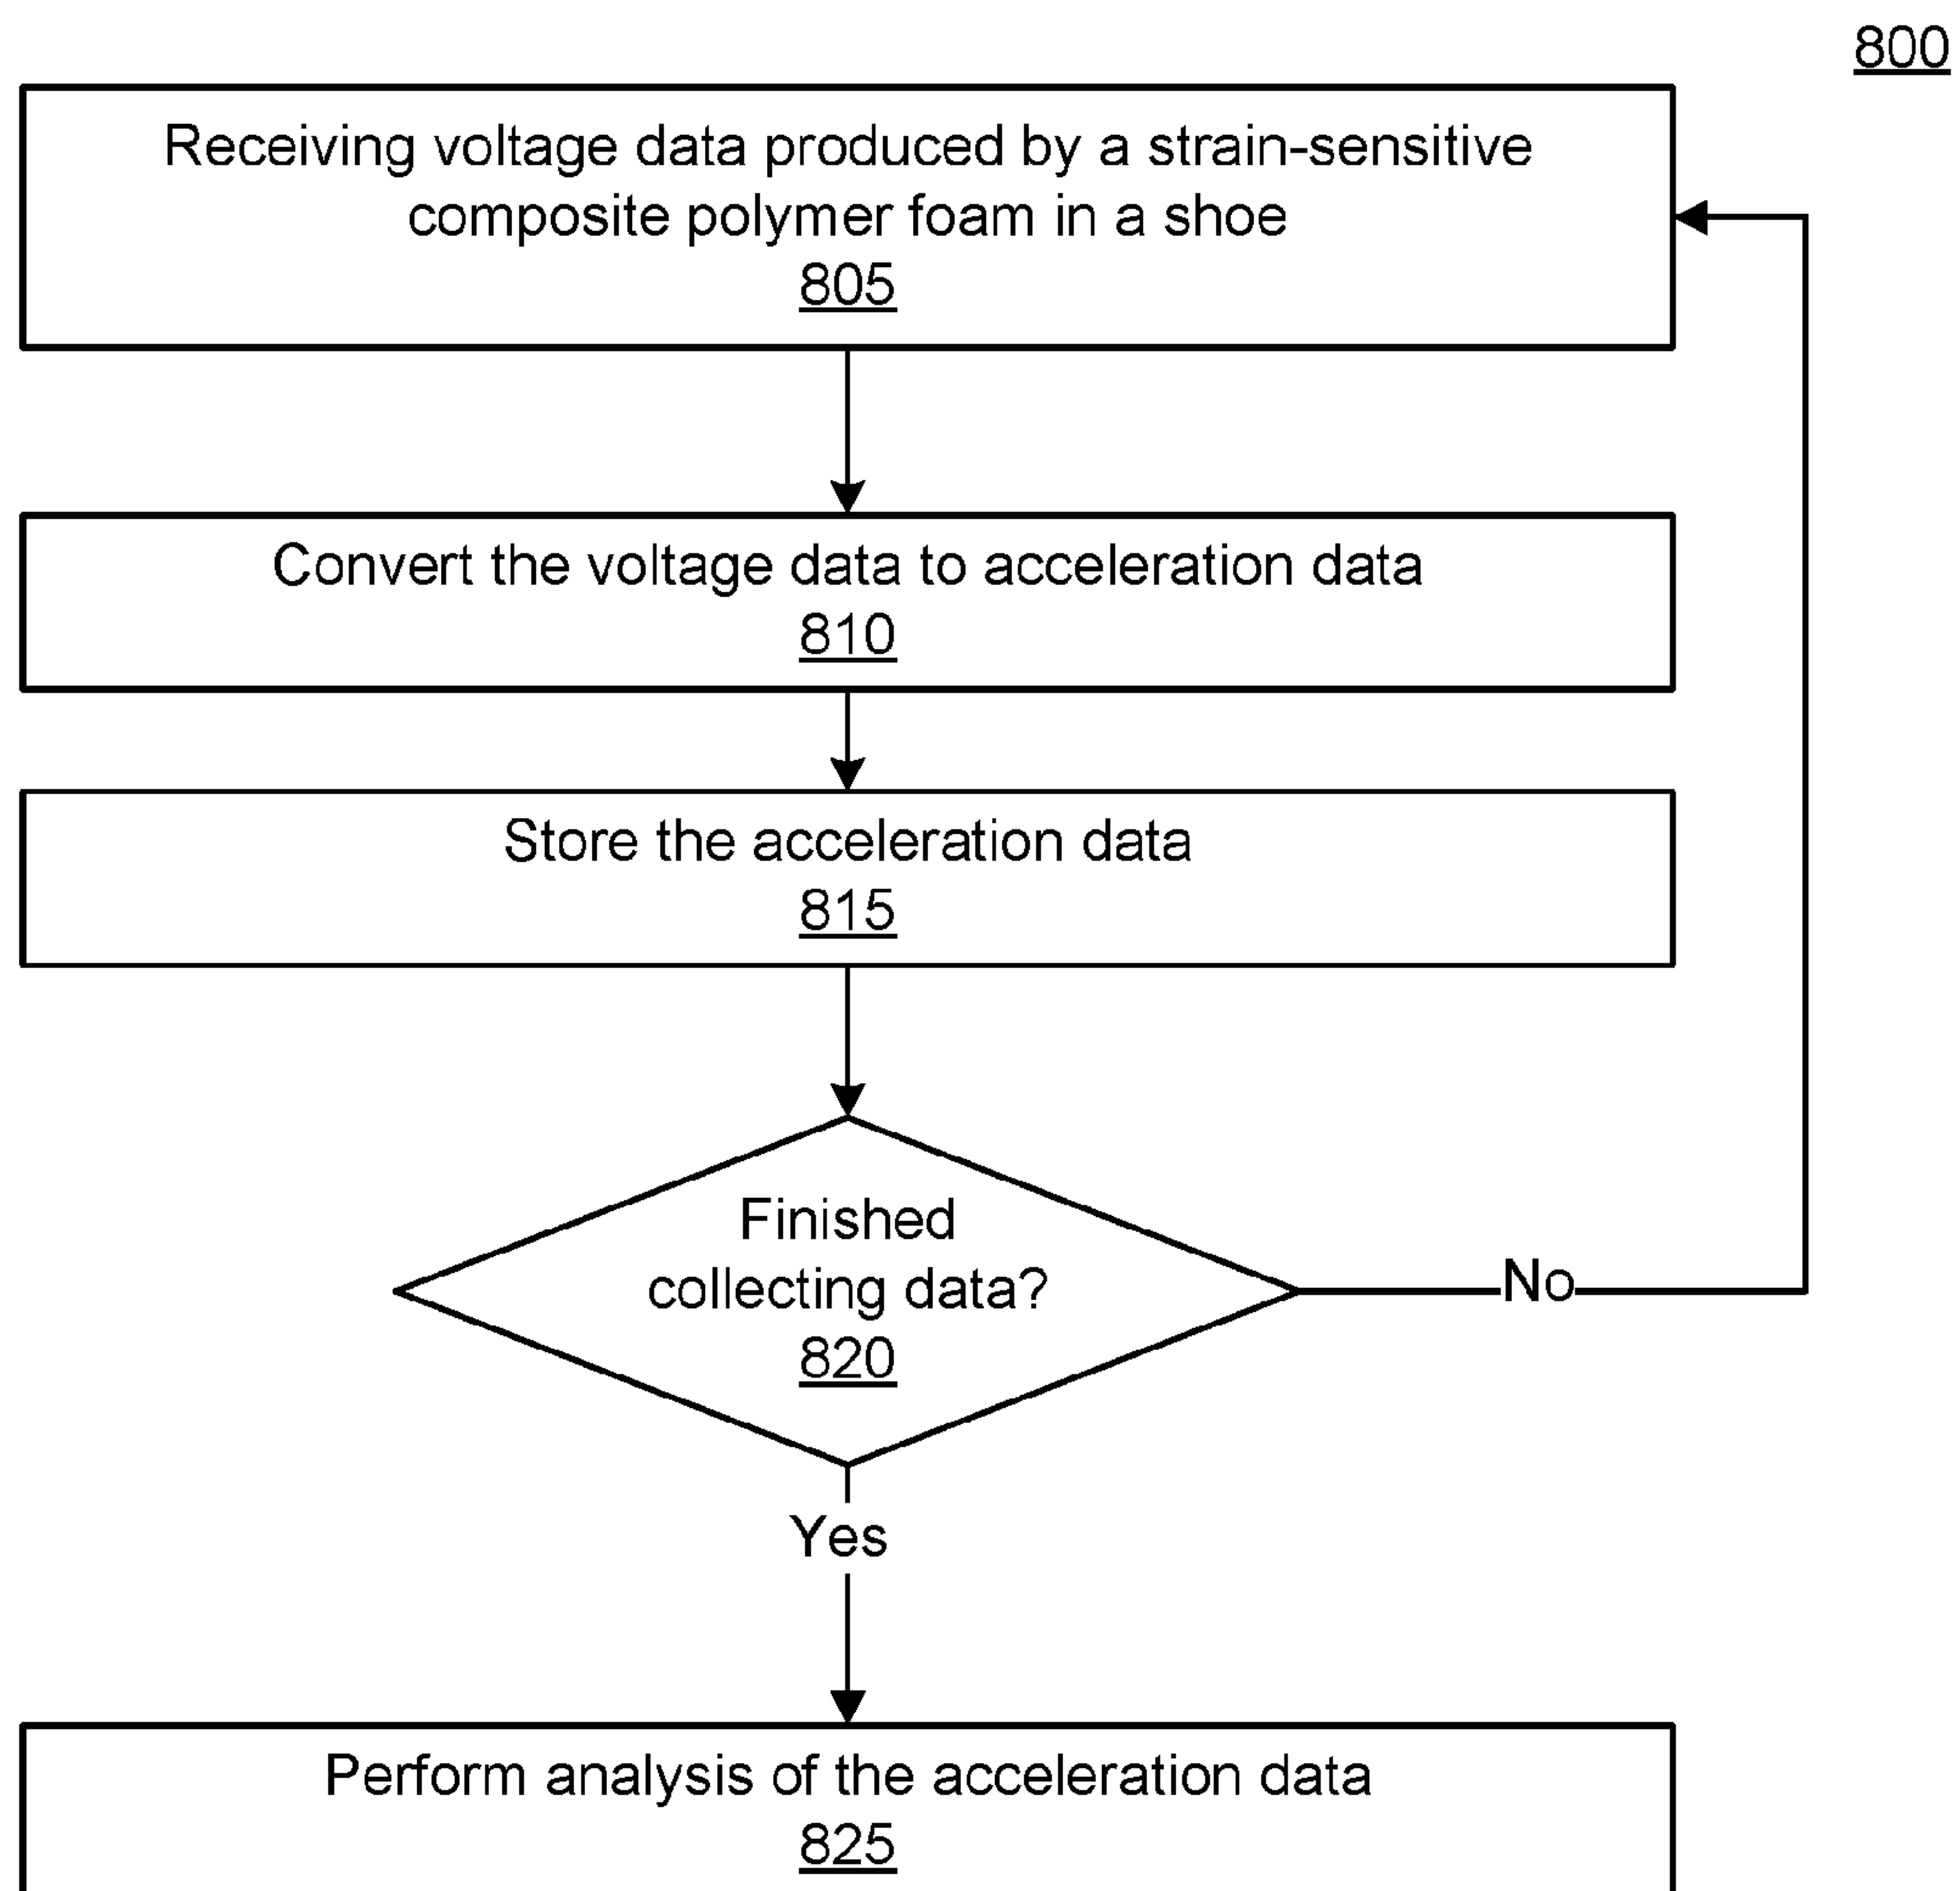 800
Receiving voltage data produced by a strain-sensitive
composite polymer foam in a shoe
805
Convert the voltage data to acceleration data
810
Store the acceleration data
815
Finished
collecting data?
820
No
Yes
Perform analysis of the acceleration data
825